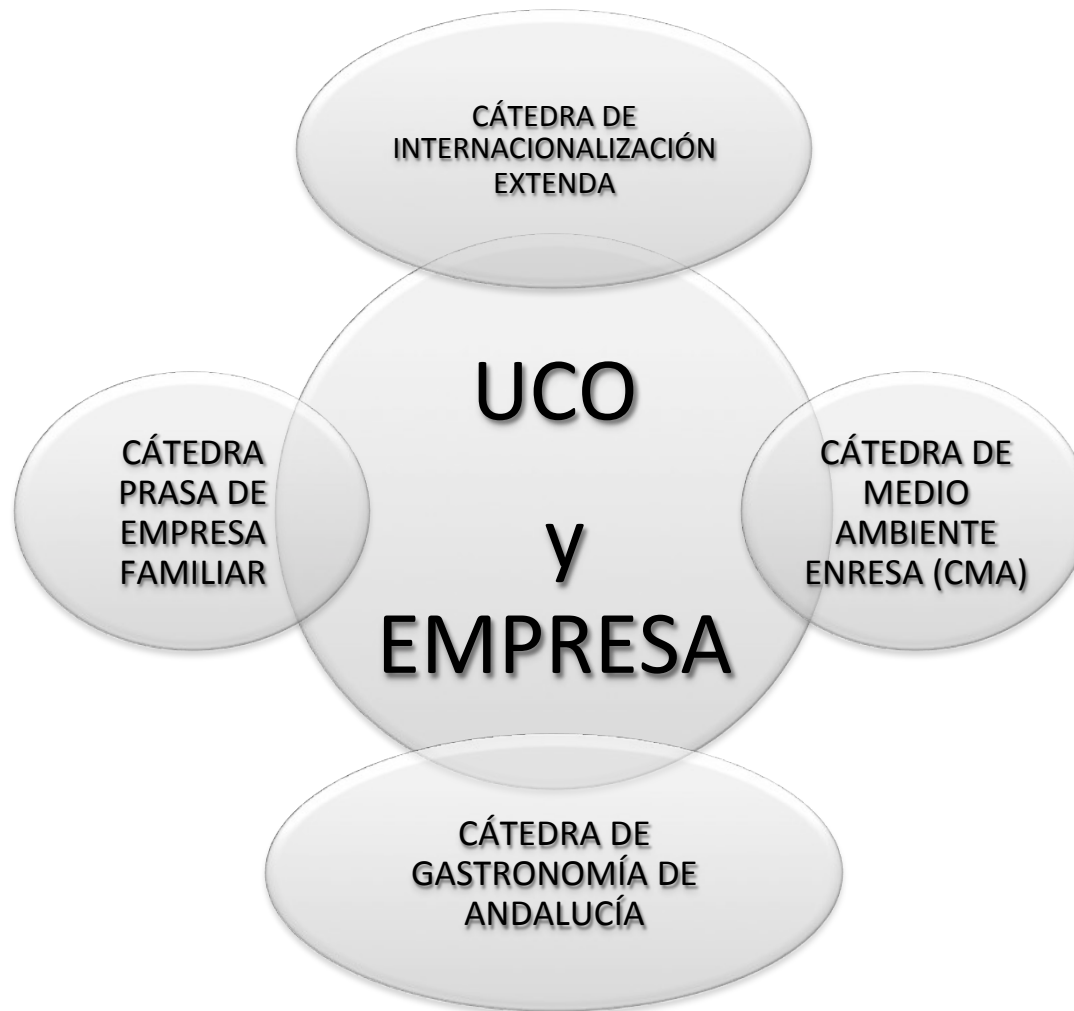 CÁTEDRA DE
INTERNACIONALIZACIÓN
EXTENDA
UCO
y
EMPRESA
CÁTEDRA
PRASA DE
EMPRESA
FAMILIAR
CÁTEDRA DE
MEDIO
AMBIENTE
ENRESA (CMA)
CÁTEDRA DE
GASTRONOMÍA DE
ANDALUCÍA